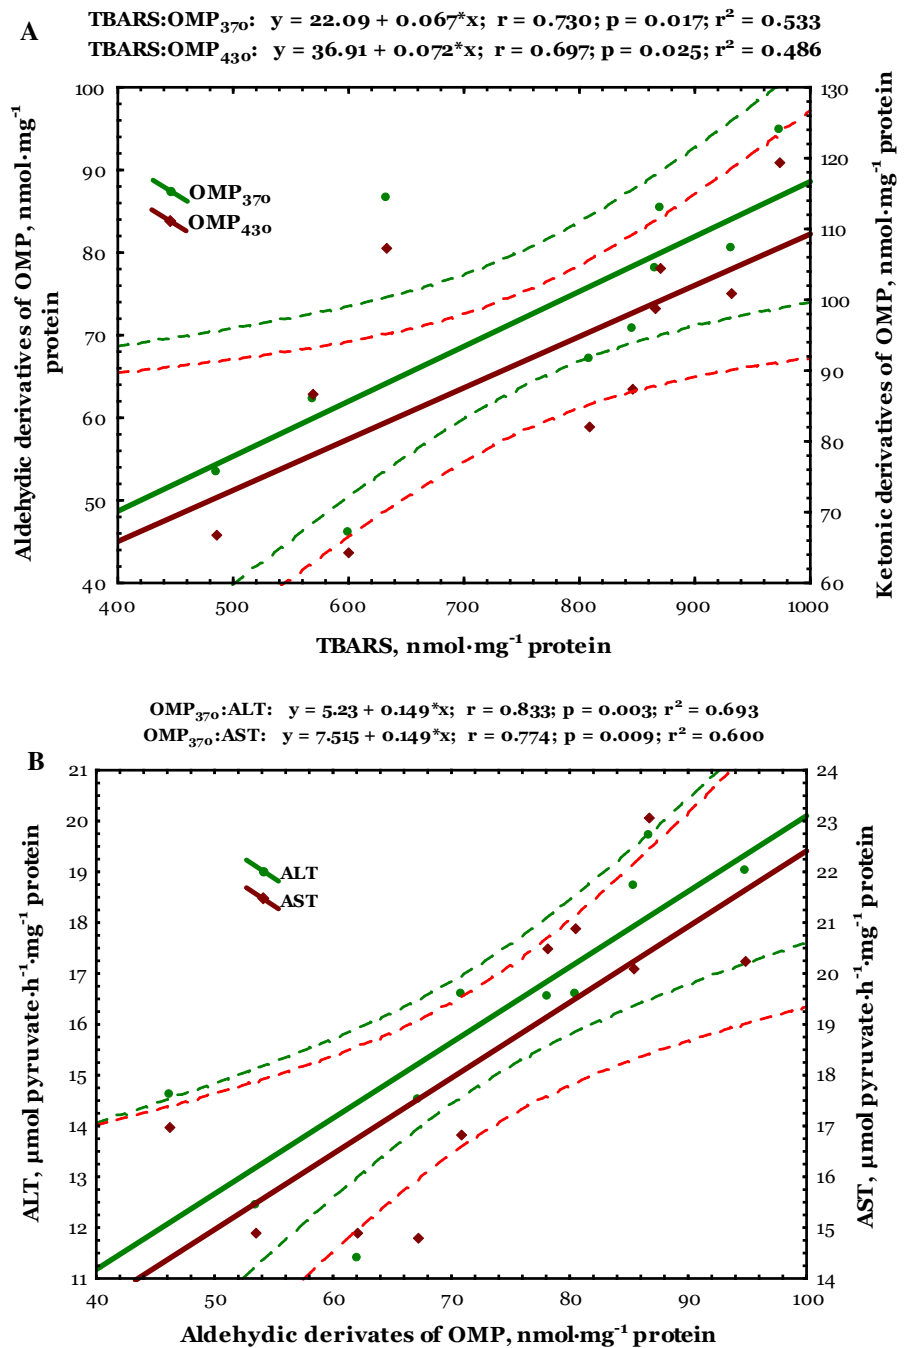 A
TBARS:OMP₃₇₀: y = 22.09 + 0.067*x; r = 0.730; p = 0.017; r² = 0.533
TBARS:OMP₄₃₀: y = 36.91 + 0.072*x; r = 0.697; p = 0.025; r² = 0.486
Aldehydic derivatives of OMP, nmol·mg⁻¹
protein
100
90
80
70
60
50
40
OMP₃₇₀
OMP₄₃₀
130
120
110
100
90
80
70
60
Ketonic derivatives of OMP, nmol·mg⁻¹ protein
400 500 600 700 800 900 1000
TBARS, nmol·mg⁻¹ protein
OMP₃₇₀:ALT: y = 5.23 + 0.149*x; r = 0.833; p = 0.003; r² = 0.693
OMP₃₇₀:AST: y = 7.515 + 0.149*x; r = 0.774; p = 0.009; r² = 0.600
B
ALT, µmol pyruvate·h⁻¹·mg⁻¹ protein
21
20
19
18
17
16
15
14
13
12
11
ALT
AST
24
23
22
21
20
19
18
17
16
15
14
AST, µmol pyruvate·h⁻¹·mg⁻¹ protein
40 50 60 70 80 90 100
Aldehydic derivates of OMP, nmol·mg⁻¹ protein